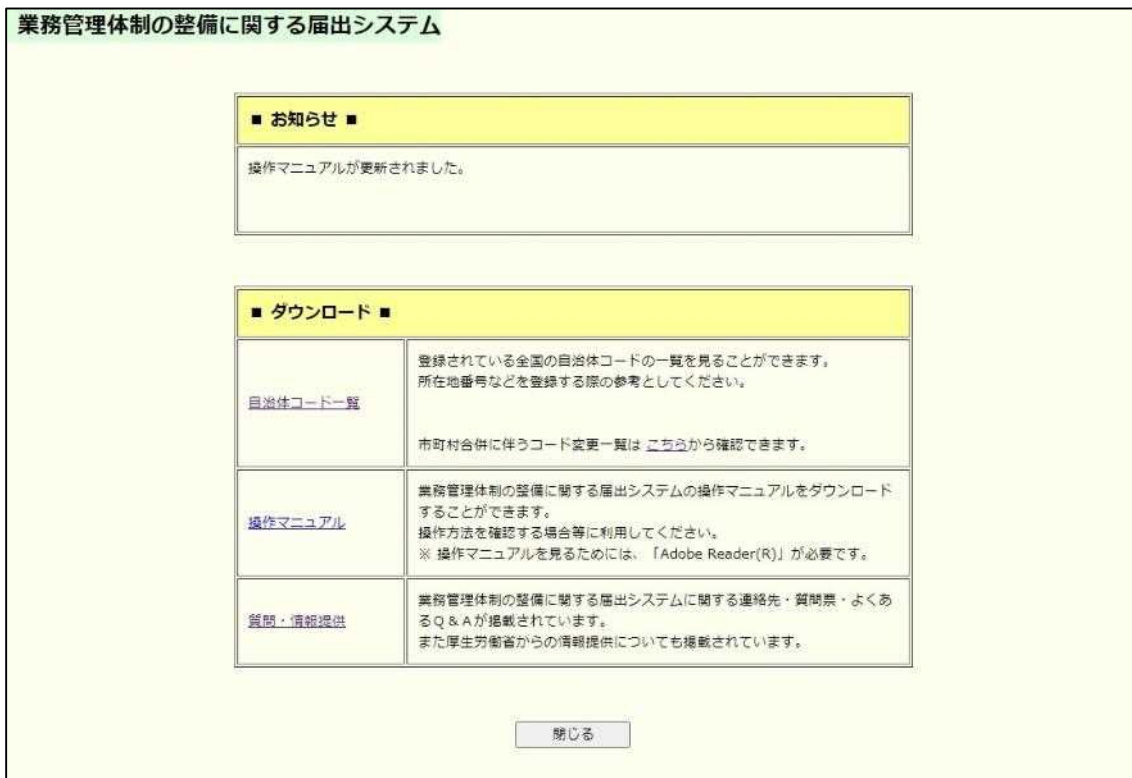 業務管理体制の整備に関する届出システム
■ お知らせ ■
操作マニュアルが更新されました。
■ ダウンロード ■
自治体コード一覧
登録されている全国の自治体コードの一覧を見ることができます。
所在地番号などを登録する際の参考としてください。
市町村合併に伴うコード変更一覧は こちらから確認できます。
操作マニュアル
業務管理体制の整備に関する届出システムの操作マニュアルをダウンロード
することができます。
操作方法を確認する場合等に利用してください。
※ 操作マニュアルを見るためには、「Adobe Reader(R)」が必要です。
質問・情報提供
業務管理体制の整備に関する届出システムに関する連絡先・質問票・よくあ
るQ＆Aが掲載されています。
また厚生労働省からの情報提供についても掲載されています。
閉じる